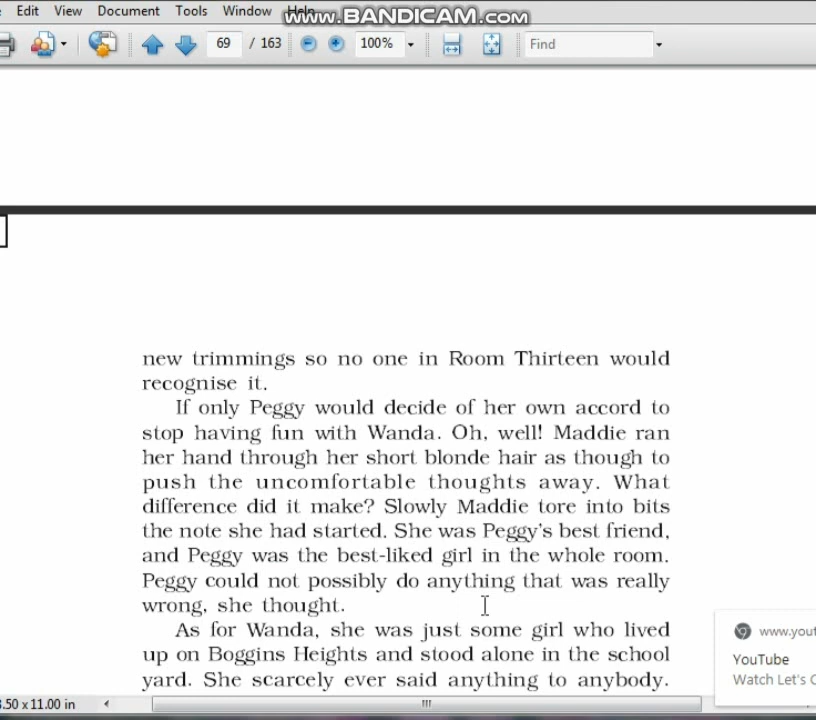 Edit View Document Tools Window Help
www.BANDICAM.com
69 / 163 100% Find
new trimmings so no one in Room Thirteen would
recognise it.
If only Peggy would decide of her own accord to
stop having fun with Wanda. Oh, well! Maddie ran
her hand through her short blonde hair as though to
push the uncomfortable thoughts away. What
difference did it make? Slowly Maddie tore into bits
the note she had started. She was Peggy's best friend,
and Peggy was the best-liked girl in the whole room.
Peggy could not possibly do anything that was really
wrong, she thought.
As for Wanda, she was just some girl who lived
up on Boggins Heights and stood alone in the school
yard. She scarcely ever said anything to anybody.
www.yout
YouTube
Watch Let's
.50 x 11.00 in